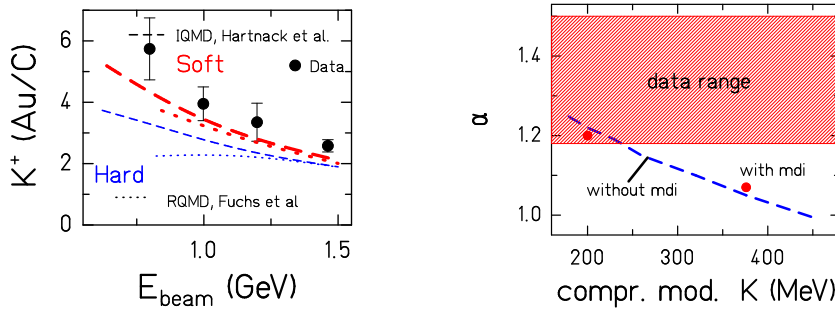 6
4
2
0
K⁺ (Au/C)
IQMD, Hartnack et al.
Soft
Data
Hard
RQMD, Fuchs et al
1.0
1.5
E_beam (GeV)
1.4
1.2
1.0
α
data range
with mdi
without mdi
200
300
400
compr. mod. K (MeV)